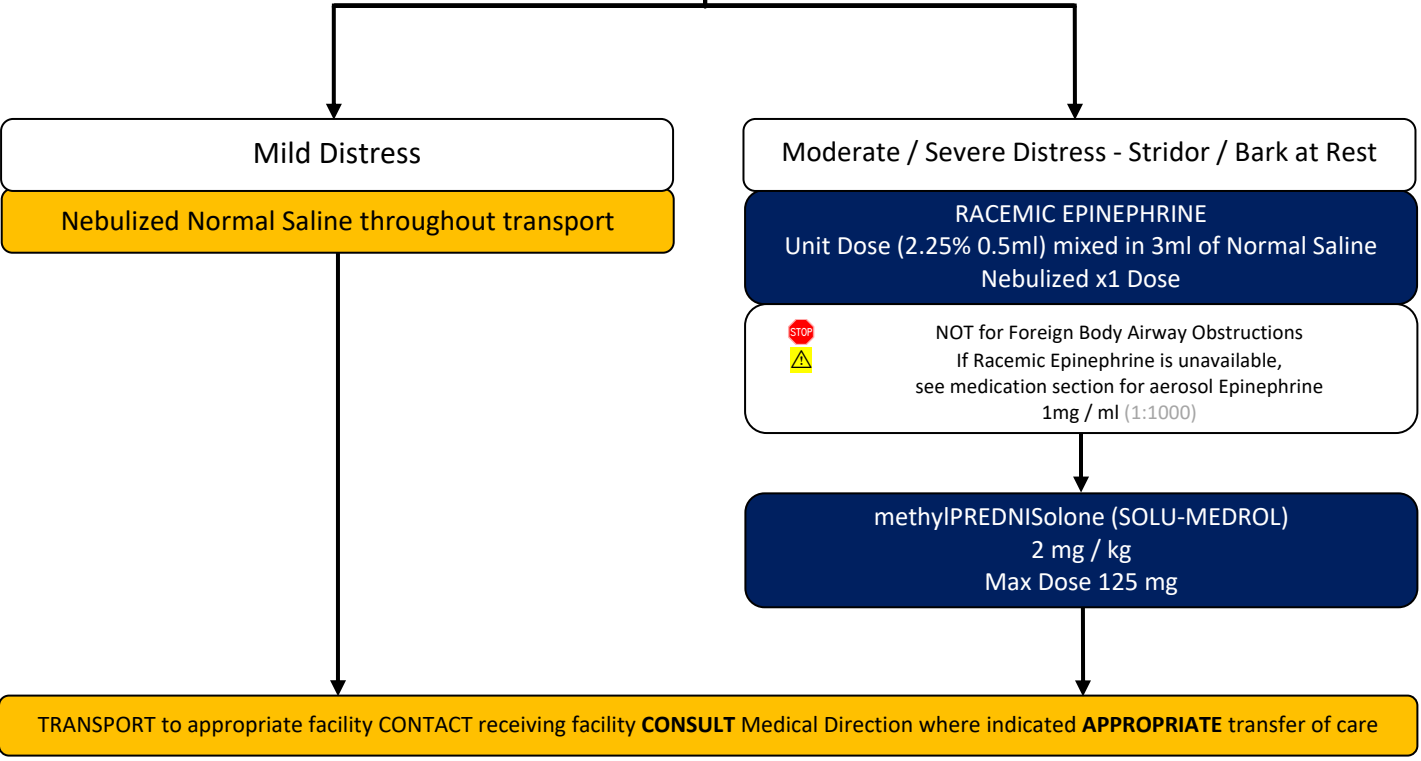 Mild Distress
Nebulized Normal Saline throughout transport
Moderate / Severe Distress - Stridor / Bark at Rest
RACEMIC EPINEPHRINE
Unit Dose (2.25% 0.5ml) mixed in 3ml of Normal Saline
Nebulized x1 Dose
STOP
NOT for Foreign Body Airway Obstructions
If Racemic Epinephrine is unavailable,
see medication section for aerosol Epinephrine
1mg / ml (1:1000)
methylPREDNISolone (SOLU-MEDROL)
2 mg / kg
Max Dose 125 mg
TRANSPORT to appropriate facility CONTACT receiving facility CONSULT Medical Direction where indicated APPROPRIATE transfer of care